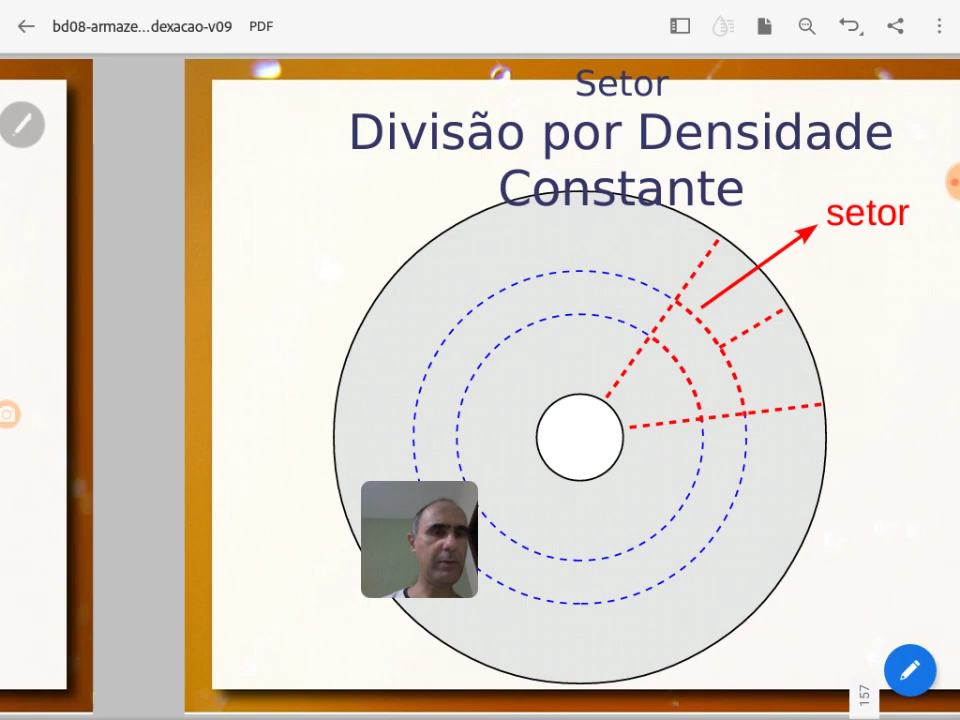 bd08-armaze...dexacao-v09 PDF
Setor
Divisão por Densidade
Constante
setor
157